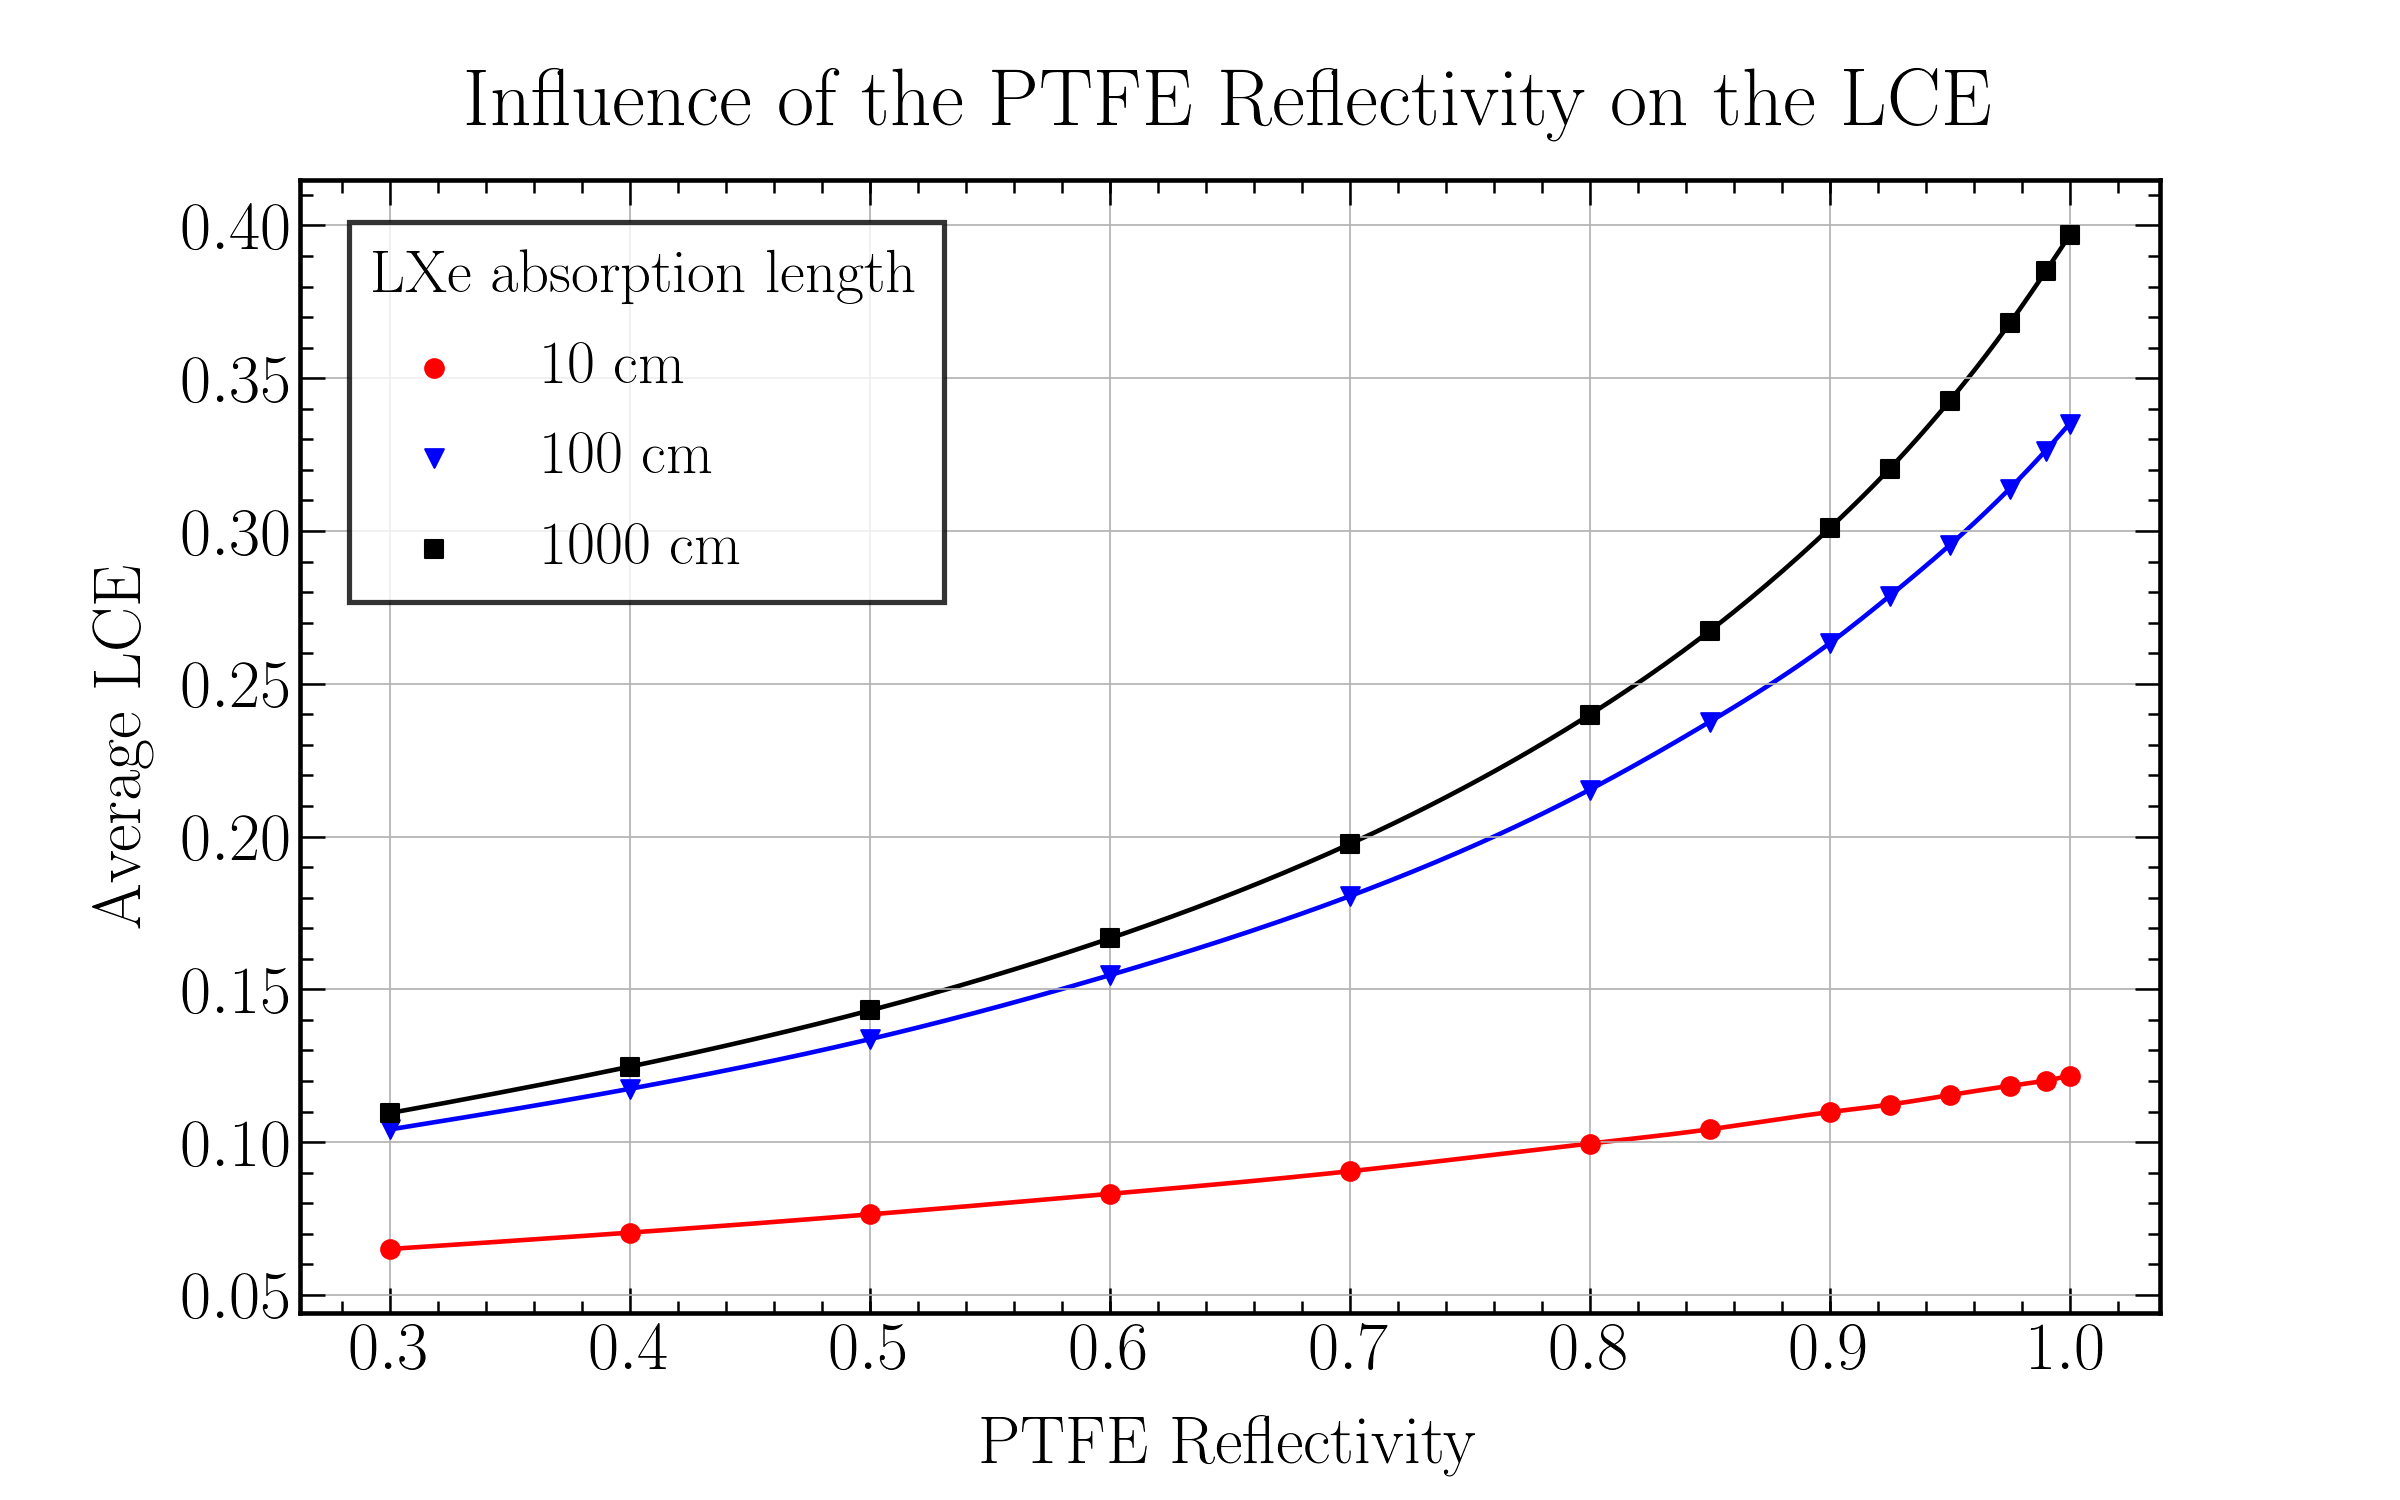 Influence of the PTFE Reflectivity on the LCE
LXe absorption length
10 cm
100 cm
1000 cm
Average LCE
0.40
0.35
0.30
0.25
0.20
0.15
0.10
0.05
0.3 0.4 0.5 0.6 0.7 0.8 0.9 1.0
PTFE Reflectivity